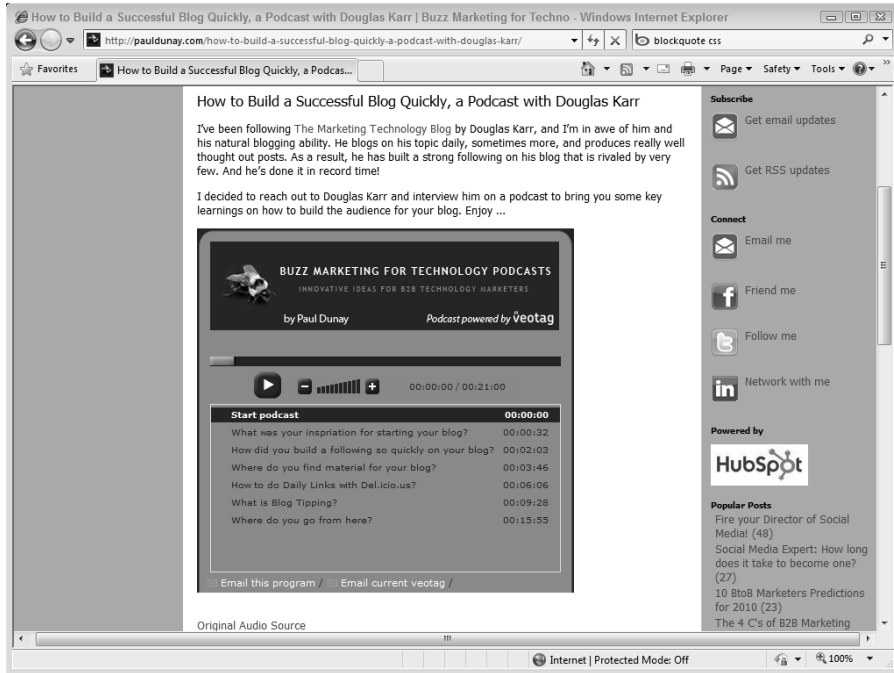 How to Build a Successful Blog Quickly, a Podcast with Douglas Karr | Buzz Marketing for Techno - Windows Internet Explorer
http://pauldunay.com/how-to-build-a-successful-blog-quickly-a-podcast-with-douglas-karr/
blockquote css
Favorites
How to Build a Successful Blog Quickly, a Podcas...
Page
Safety
Tools
How to Build a Successful Blog Quickly, a Podcast with Douglas Karr
I've been following The Marketing Technology Blog by Douglas Karr, and I'm in awe of him and
his natural blogging ability. He blogs on his topic daily, sometimes more, and produces really well
thought out posts. As a result, he has built a strong following on his blog that is rivaled by very
few. And he's done it in record time!
I decided to reach out to Douglas Karr and interview him on a podcast to bring you some key
learnings on how to build the audience for your blog. Enjoy ...
BUZZ MARKETING FOR TECHNOLOGY PODCASTS
INNOVATIVE IDEAS FOR B2B TECHNOLOGY MARKETERS
by Paul Dunay
Podcast powered by veotag
00:00:00 / 00:21:00
Start podcast 00:00:00
What was your inspriation for starting your blog? 00:00:32
How did you build a following so quickly on your blog? 00:02:03
Where do you find material for your blog? 00:03:46
How to do Daily Links with Del.icio.us? 00:06:06
What is Blog Tipping? 00:09:28
Where do you go from here? 00:15:55
Email this program / Email current veotag /
Original Audio Source
Subscribe
Get email updates
Get RSS updates
Connect
Email me
Friend me
Follow me
Network with me
Powered by
HubSpot
Popular Posts
Fire your Director of Social
Media! (48)
Social Media Expert: How long
does it take to become one?
(27)
10 BtoB Marketers Predictions
for 2010 (23)
The 4 C's of B2B Marketing
Internet | Protected Mode: Off
100%